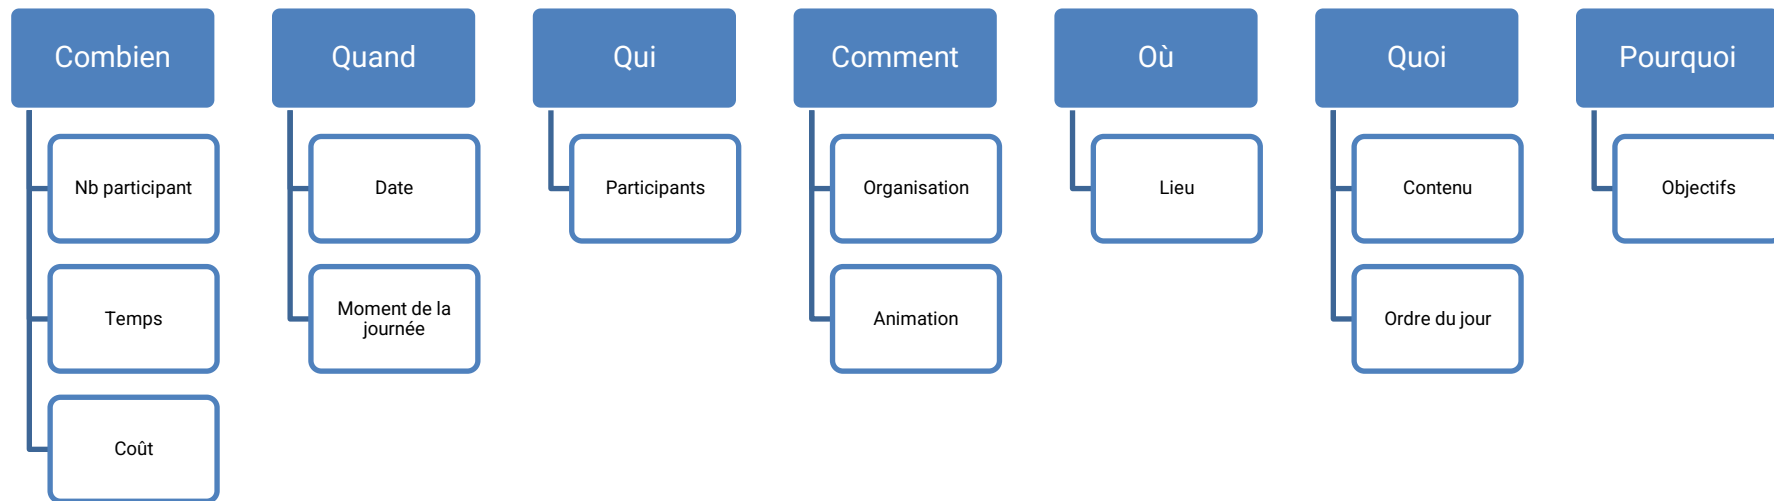 Combien
Nb participant
Temps
Coût
Quand
Date
Moment de la
journée
Qui
Participants
Comment
Organisation
Animation
Où
Lieu
Quoi
Contenu
Ordre du jour
Pourquoi
Objectifs